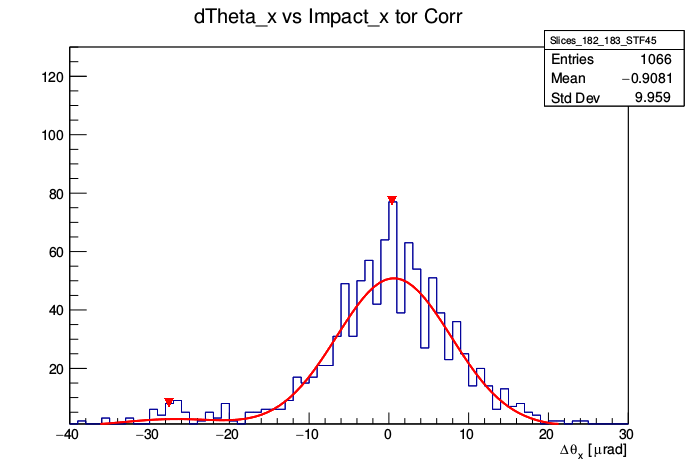 dTheta_x vs Impact_x tor Corr
Slices_182_183_STF45
Entries 1066
Mean −0.9081
Std Dev 9.959
120
100
80
60
40
20
−40 −30 −20 −10 0 10 20 30
Δθx [μrad]